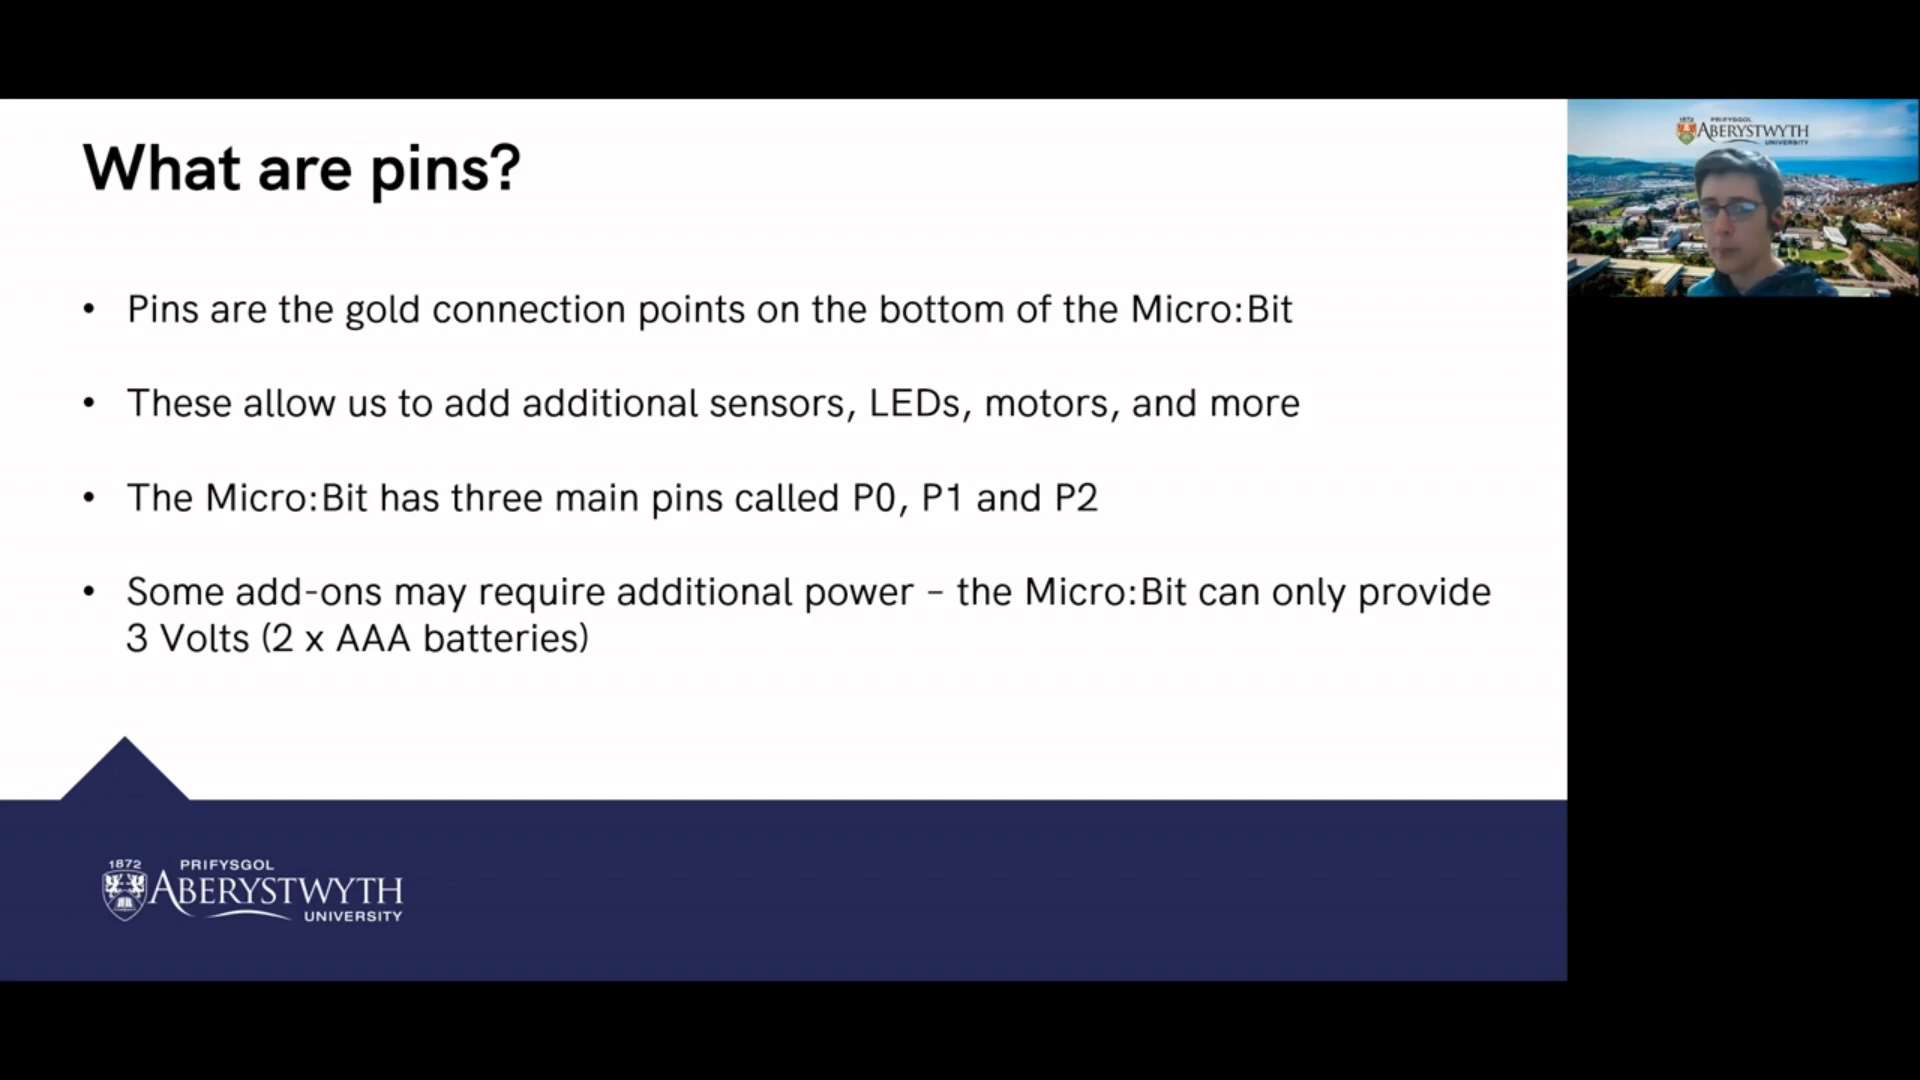 What are pins?
• Pins are the gold connection points on the bottom of the Micro:Bit
• These allow us to add additional sensors, LEDs, motors, and more
• The Micro:Bit has three main pins called P0, P1 and P2
• Some add-ons may require additional power – the Micro:Bit can only provide
3 Volts (2 x AAA batteries)
1872
PRIFYSGOL
ABERYSTWYTH
UNIVERSITY
1872
PRIFYSGOL
ABERYSTWYTH
UNIVERSITY